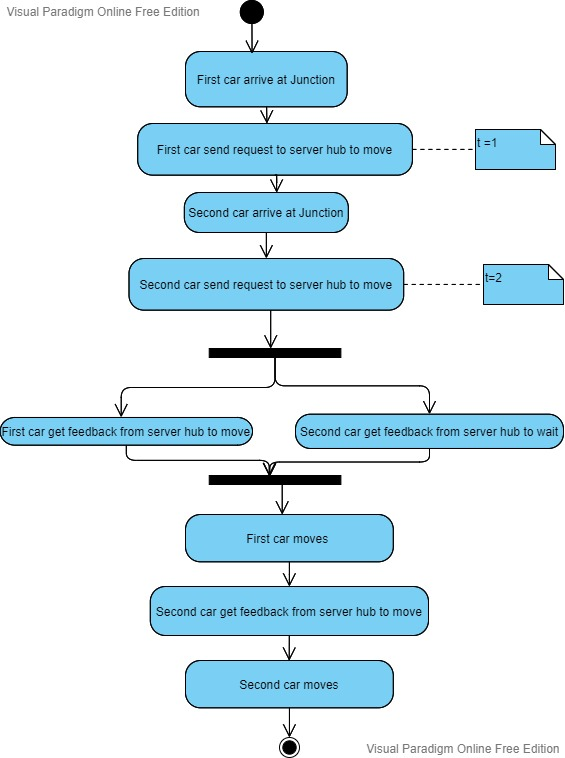 Visual Paradigm Online Free Edition
First car arrive at Junction
First car send request to server hub to move
t =1
Second car arrive at Junction
Second car send request to server hub to move
t=2
First car get feedback from server hub to move
Second car get feedback from server hub to wait
First car moves
Second car get feedback from server hub to move
Second car moves
Visual Paradigm Online Free Edition